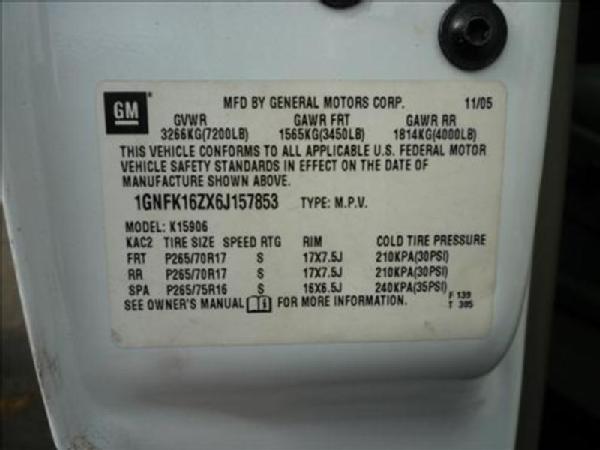 GM
MFD BY GENERAL MOTORS CORP. 11/05
GVWR GAWR FRT GAWR RR
3266KG(7200LB) 1565KG(3450LB) 1814KG(4000LB)
THIS VEHICLE CONFORMS TO ALL APPLICABLE U.S. FEDERAL MOTOR
VEHICLE SAFETY STANDARDS IN EFFECT ON THE DATE OF
MANUFACTURE SHOWN ABOVE.
1GNFK16ZX6J157853 TYPE: M.P.V.
MODEL: K15906
KAC2 TIRE SIZE SPEED RTG RIM COLD TIRE PRESSURE
FRT P265/70R17 S 17X7.5J 210KPA(30PSI)
RR P265/70R17 S 17X7.5J 210KPA(30PSI)
SPA P265/75R16 S 16X6.5J 240KPA(35PSI)
SEE OWNER'S MANUAL FOR MORE INFORMATION.
F 139
T 305